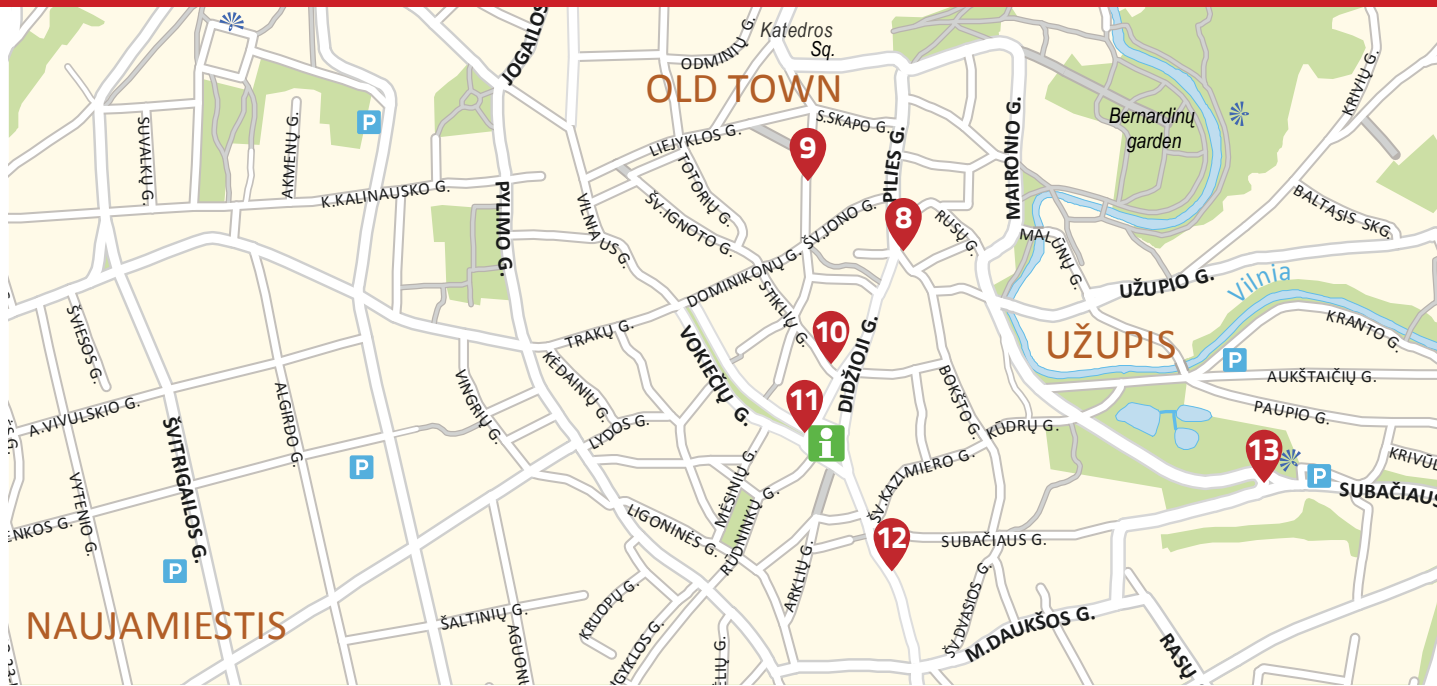 JOGAILOS
Katedros
Sq.
ODMINIŲ G.
OLD TOWN
KRIVIŲ G.
P
SUVALKŲ G.
AKMENŲ G.
LIEJYKLOS G.
S.SKAPO G.
PILIES G.
MAIRONIO G.
Bernardinų
garden
9
TOTORIŲ G.
K.KALINAUSKO G.
PYLIMO G.
VILNIAUS G.
ŠV.IGNOTO G.
ŠV.JONO G.
8
RUSŲ G.
MALŪNŲ G.
BALTASIS SKG.
DOMINIKONŲ G.
UŽUPIO G.
Vilnia
STIKLIŲ G.
ŠVIESOS G.
TRAKŲ G.
VOKIEČIŲ G.
10
DIDŽIOJI G.
UŽUPIS
KRANTO G.
P
KĖDAINIŲ G.
VINGRIŲ G.
ALGIRDO G.
BOKŠTO G.
AUKŠTAIČIŲ G.
A.VIVULSKIO G.
PAUPIO G.
11
i
LYDOS G.
KŪDRŲ G.
13
ŠVITRIGAILOS G.
P
P
SUBAČIAUS
MĖSINIŲ G.
ŠV.KAZIMIERO G.
VYTENIO G.
ENKOS G.
LIGONINĖS G.
RŪDNINKŲ G.
12
SUBAČIAUS G.
P
ARKLIŲ G.
ŠV.DVASIOS G.
NAUJAMIESTIS
ŠALTINIŲ G.
KRUOPŲ G.
M.DAUKŠOS G.
RASŲ
AGUONŲ